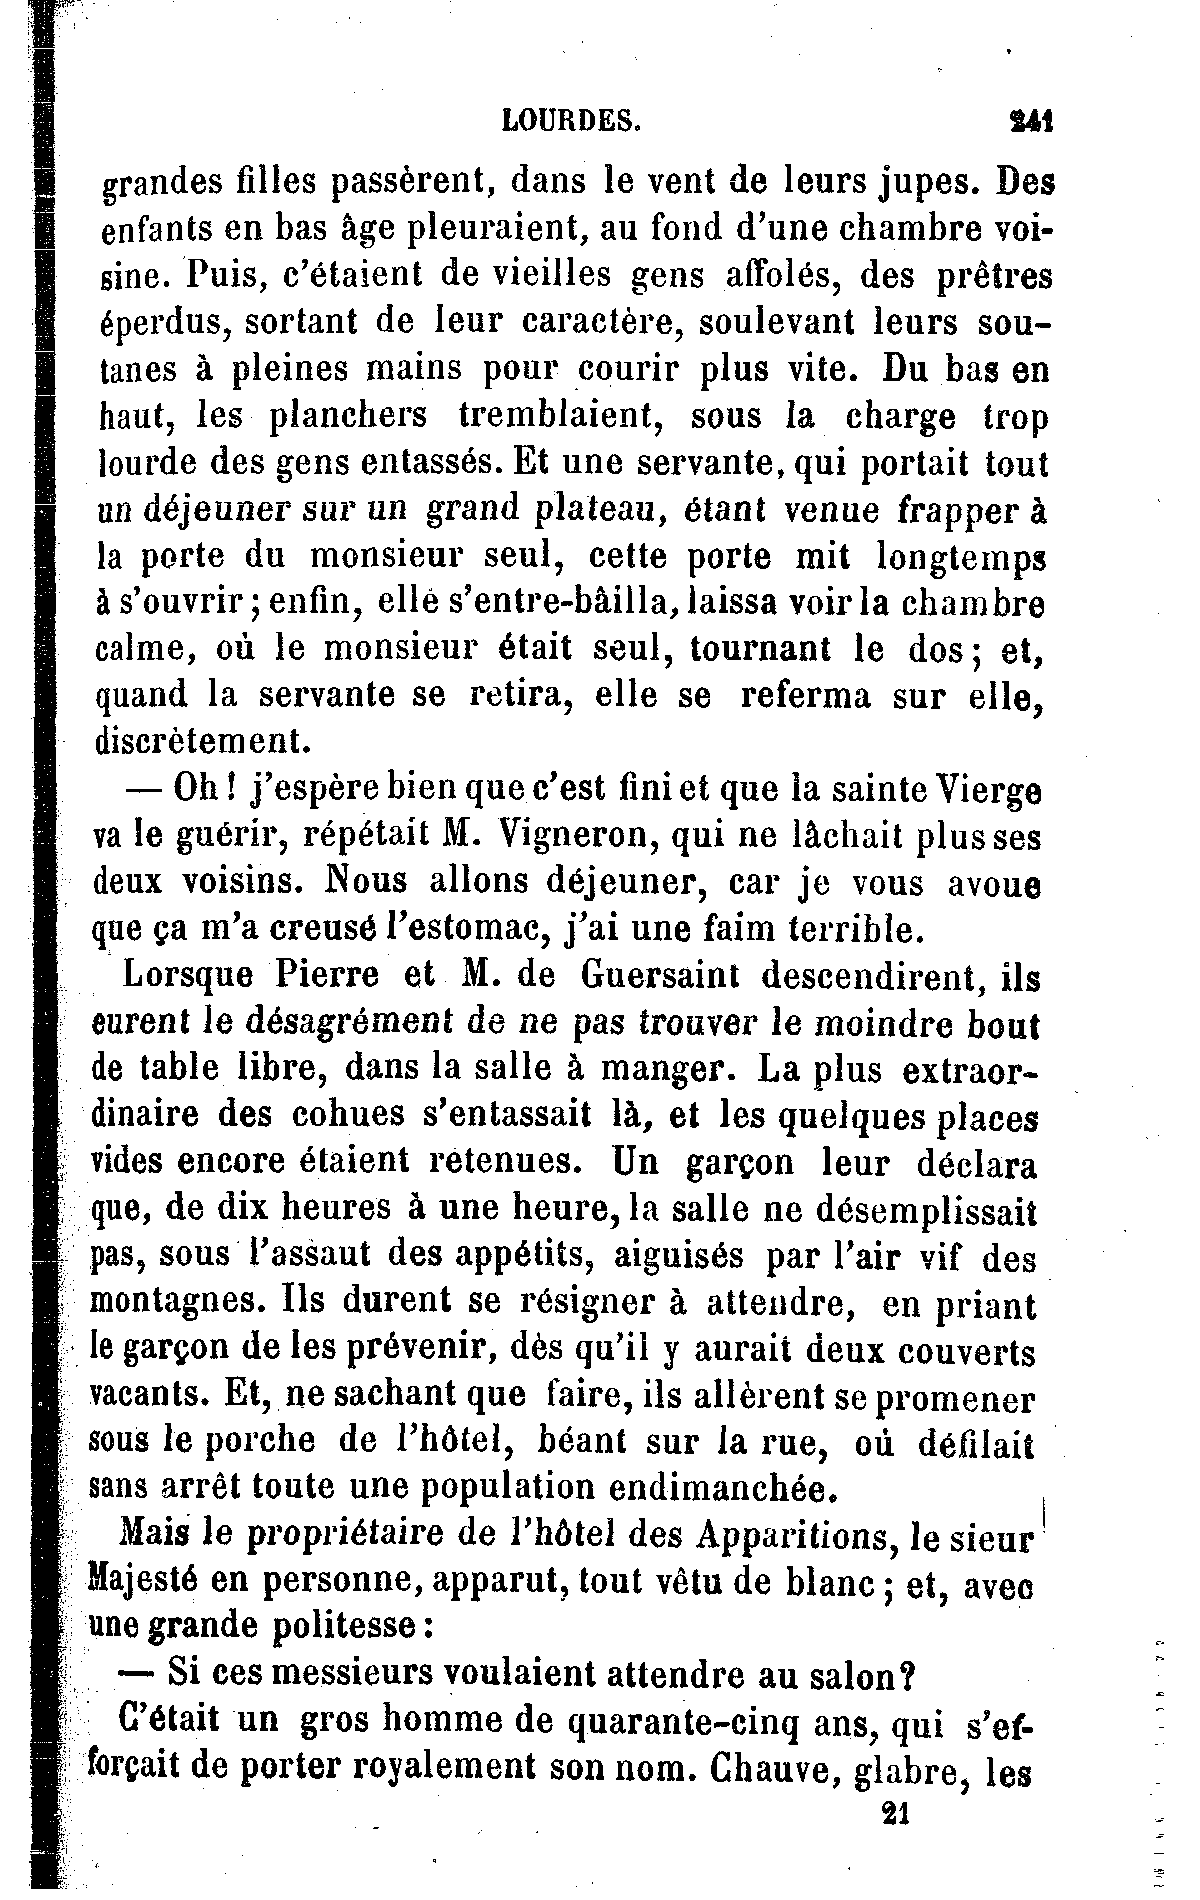 LOURDES. 241
grandes filles passèrent, dans le vent de leurs jupes. Des
enfants en bas âge pleuraient, au fond d'une chambre voi-
sine. Puis, c'étaient de vieilles gens affolés, des prêtres
éperdus, sortant de leur caractère, soulevant leurs sou-
tanes à pleines mains pour courir plus vite. Du bas en
haut, les planchers tremblaient, sous la charge trop
lourde des gens entassés. Et une servante, qui portait tout
un déjeuner sur un grand plateau, étant venue frapper à
la porte du monsieur seul, cette porte mit longtemps
à s'ouvrir ; enfin, elle s'entre-bâilla, laissa voir la chambre
calme, où le monsieur était seul, tournant le dos ; et,
quand la servante se retira, elle se referma sur elle,
discrètement.
— Oh ! j'espère bien que c'est fini et que la sainte Vierge
va le guérir, répétait M. Vigneron, qui ne lâchait plus ses
deux voisins. Nous allons déjeuner, car je vous avoue
que ça m'a creusé l'estomac, j'ai une faim terrible.
Lorsque Pierre et M. de Guersaint descendirent, ils
eurent le désagrément de ne pas trouver le moindre bout
de table libre, dans la salle à manger. La plus extraor-
dinaire des cohues s'entassait là, et les quelques places
vides encore étaient retenues. Un garçon leur déclara
que, de dix heures à une heure, la salle ne désemplissait
pas, sous l'assaut des appétits, aiguisés par l'air vif des
montagnes. Ils durent se résigner à attendre, en priant
le garçon de les prévenir, dès qu'il y aurait deux couverts
vacants. Et, ne sachant que faire, ils allèrent se promener
sous le porche de l'hôtel, béant sur la rue, où défilait
sans arrêt toute une population endimanchée.
Mais le propriétaire de l'hôtel des Apparitions, le sieur
Majesté en personne, apparut, tout vêtu de blanc ; et, avec
une grande politesse :
— Si ces messieurs voulaient attendre au salon?
C'était un gros homme de quarante-cinq ans, qui s'ef-
forçait de porter royalement son nom. Chauve, glabre, les
21